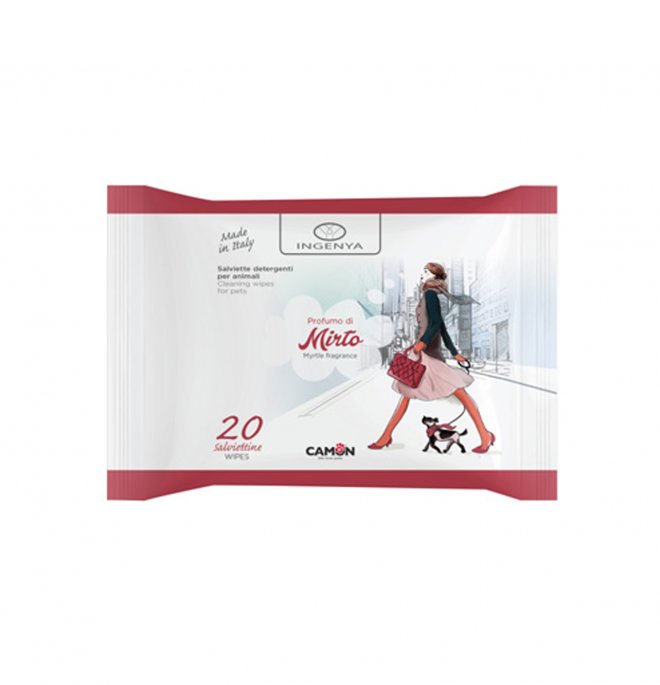 INGENYA
Made
in Italy
Salviette detergenti
per animali
Cleaning wipes
for pets
Profumo di
Mirto
Myrtle fragrance
20
Salviettine
WIPES
CAMON